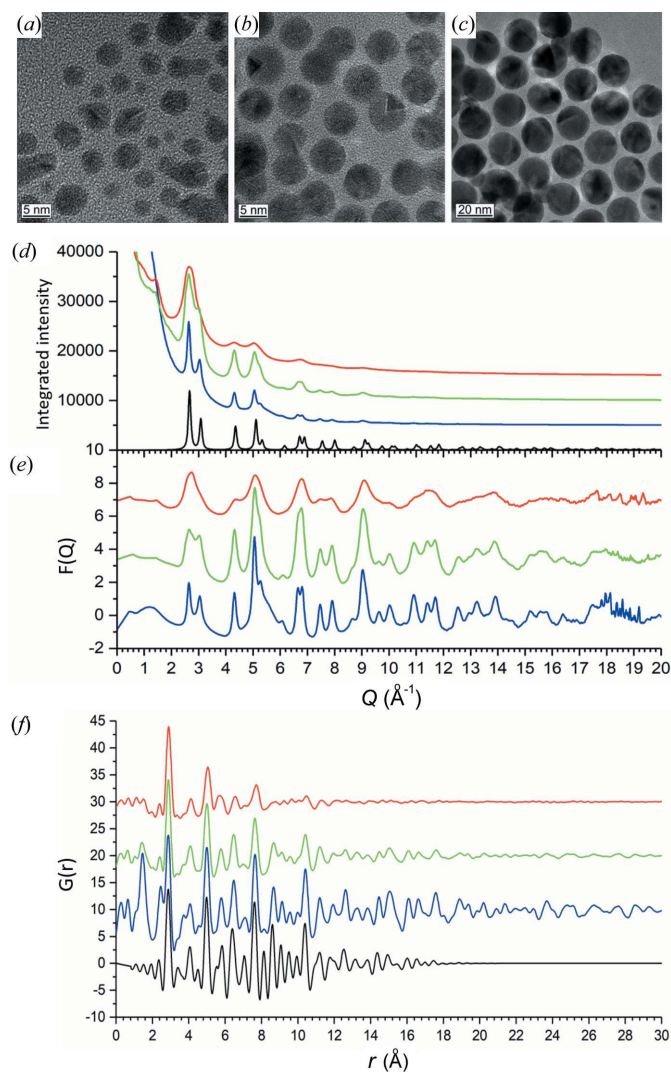 (a)
(b)
(c)
5 nm
5 nm
20 nm
(d)
40000
30000
20000
10000
10
Integrated intensity
(e)
8
6
4
2
0
-2
F(Q)
0 1 2 3 4 5 6 7 8 9 10 11 12 13 14 15 16 17 18 19 20
Q (Å-1)
(f)
45
40
35
30
25
20
15
10
5
0
-5
-10
G(r)
0 2 4 6 8 10 12 14 16 18 20 22 24 26 28 30
r (Å)